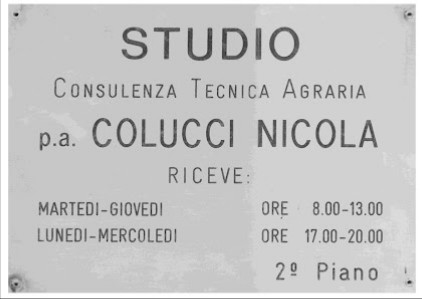 STUDIO
CONSULENZA TECNICA AGRARIA
p.a. COLUCCI NICOLA
RICEVE:
MARTEDI-GIOVEDI ORE 8.00-13.00
LUNEDI-MERCOLEDI ORE 17.00-20.00
2º Piano